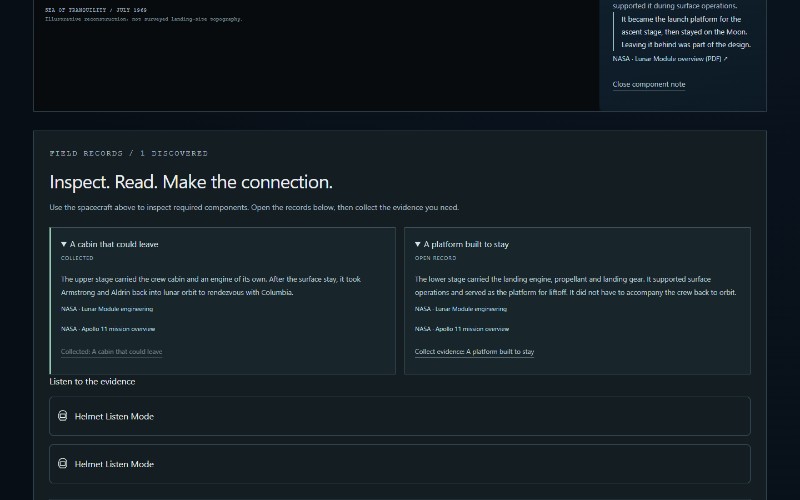 SEA OF TRANQUILITY / JULY 1969
Illustrative reconstruction, not surveyed landing-site topography.
supported it during surface operations.
It became the launch platform for the
ascent stage, then stayed on the Moon.
Leaving it behind was part of the design.
NASA · Lunar Module overview (PDF) ↗
Close component note
FIELD RECORDS / 1 DISCOVERED
Inspect. Read. Make the connection.
Use the spacecraft above to inspect required components. Open the records below, then collect the evidence you need.
▼ A cabin that could leave
COLLECTED
The upper stage carried the crew cabin and an engine of its own. After the surface stay, it took
Armstrong and Aldrin back into lunar orbit to rendezvous with Columbia.
NASA · Lunar Module engineering
NASA · Apollo 11 mission overview
Collected: A cabin that could leave
▼ A platform built to stay
OPEN RECORD
The lower stage carried the landing engine, propellant and landing gear. It supported surface
operations and served as the platform for liftoff. It did not have to accompany the crew back to orbit.
NASA · Lunar Module engineering
NASA · Apollo 11 mission overview
Collect evidence: A platform built to stay
Listen to the evidence
Helmet Listen Mode
Helmet Listen Mode